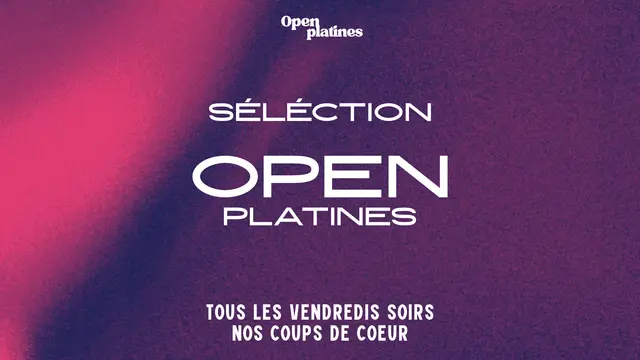 Open
platines
SÉLÉCTION
OPEN
PLATINES
TOUS LES VENDREDIS SOIRS
NOS COUPS DE COEUR